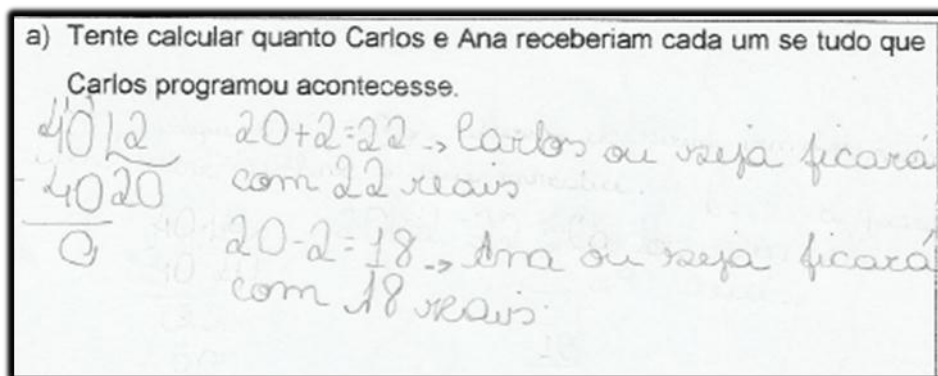 a) Tente calcular quanto Carlos e Ana receberiam cada um se tudo que
Carlos programou acontecesse.
40|2 20+2=22 → Carlos ou seja ficará
-40 20 com 22 reais
0 20-2=18 → Ana ou seja ficará
com 18 reais.